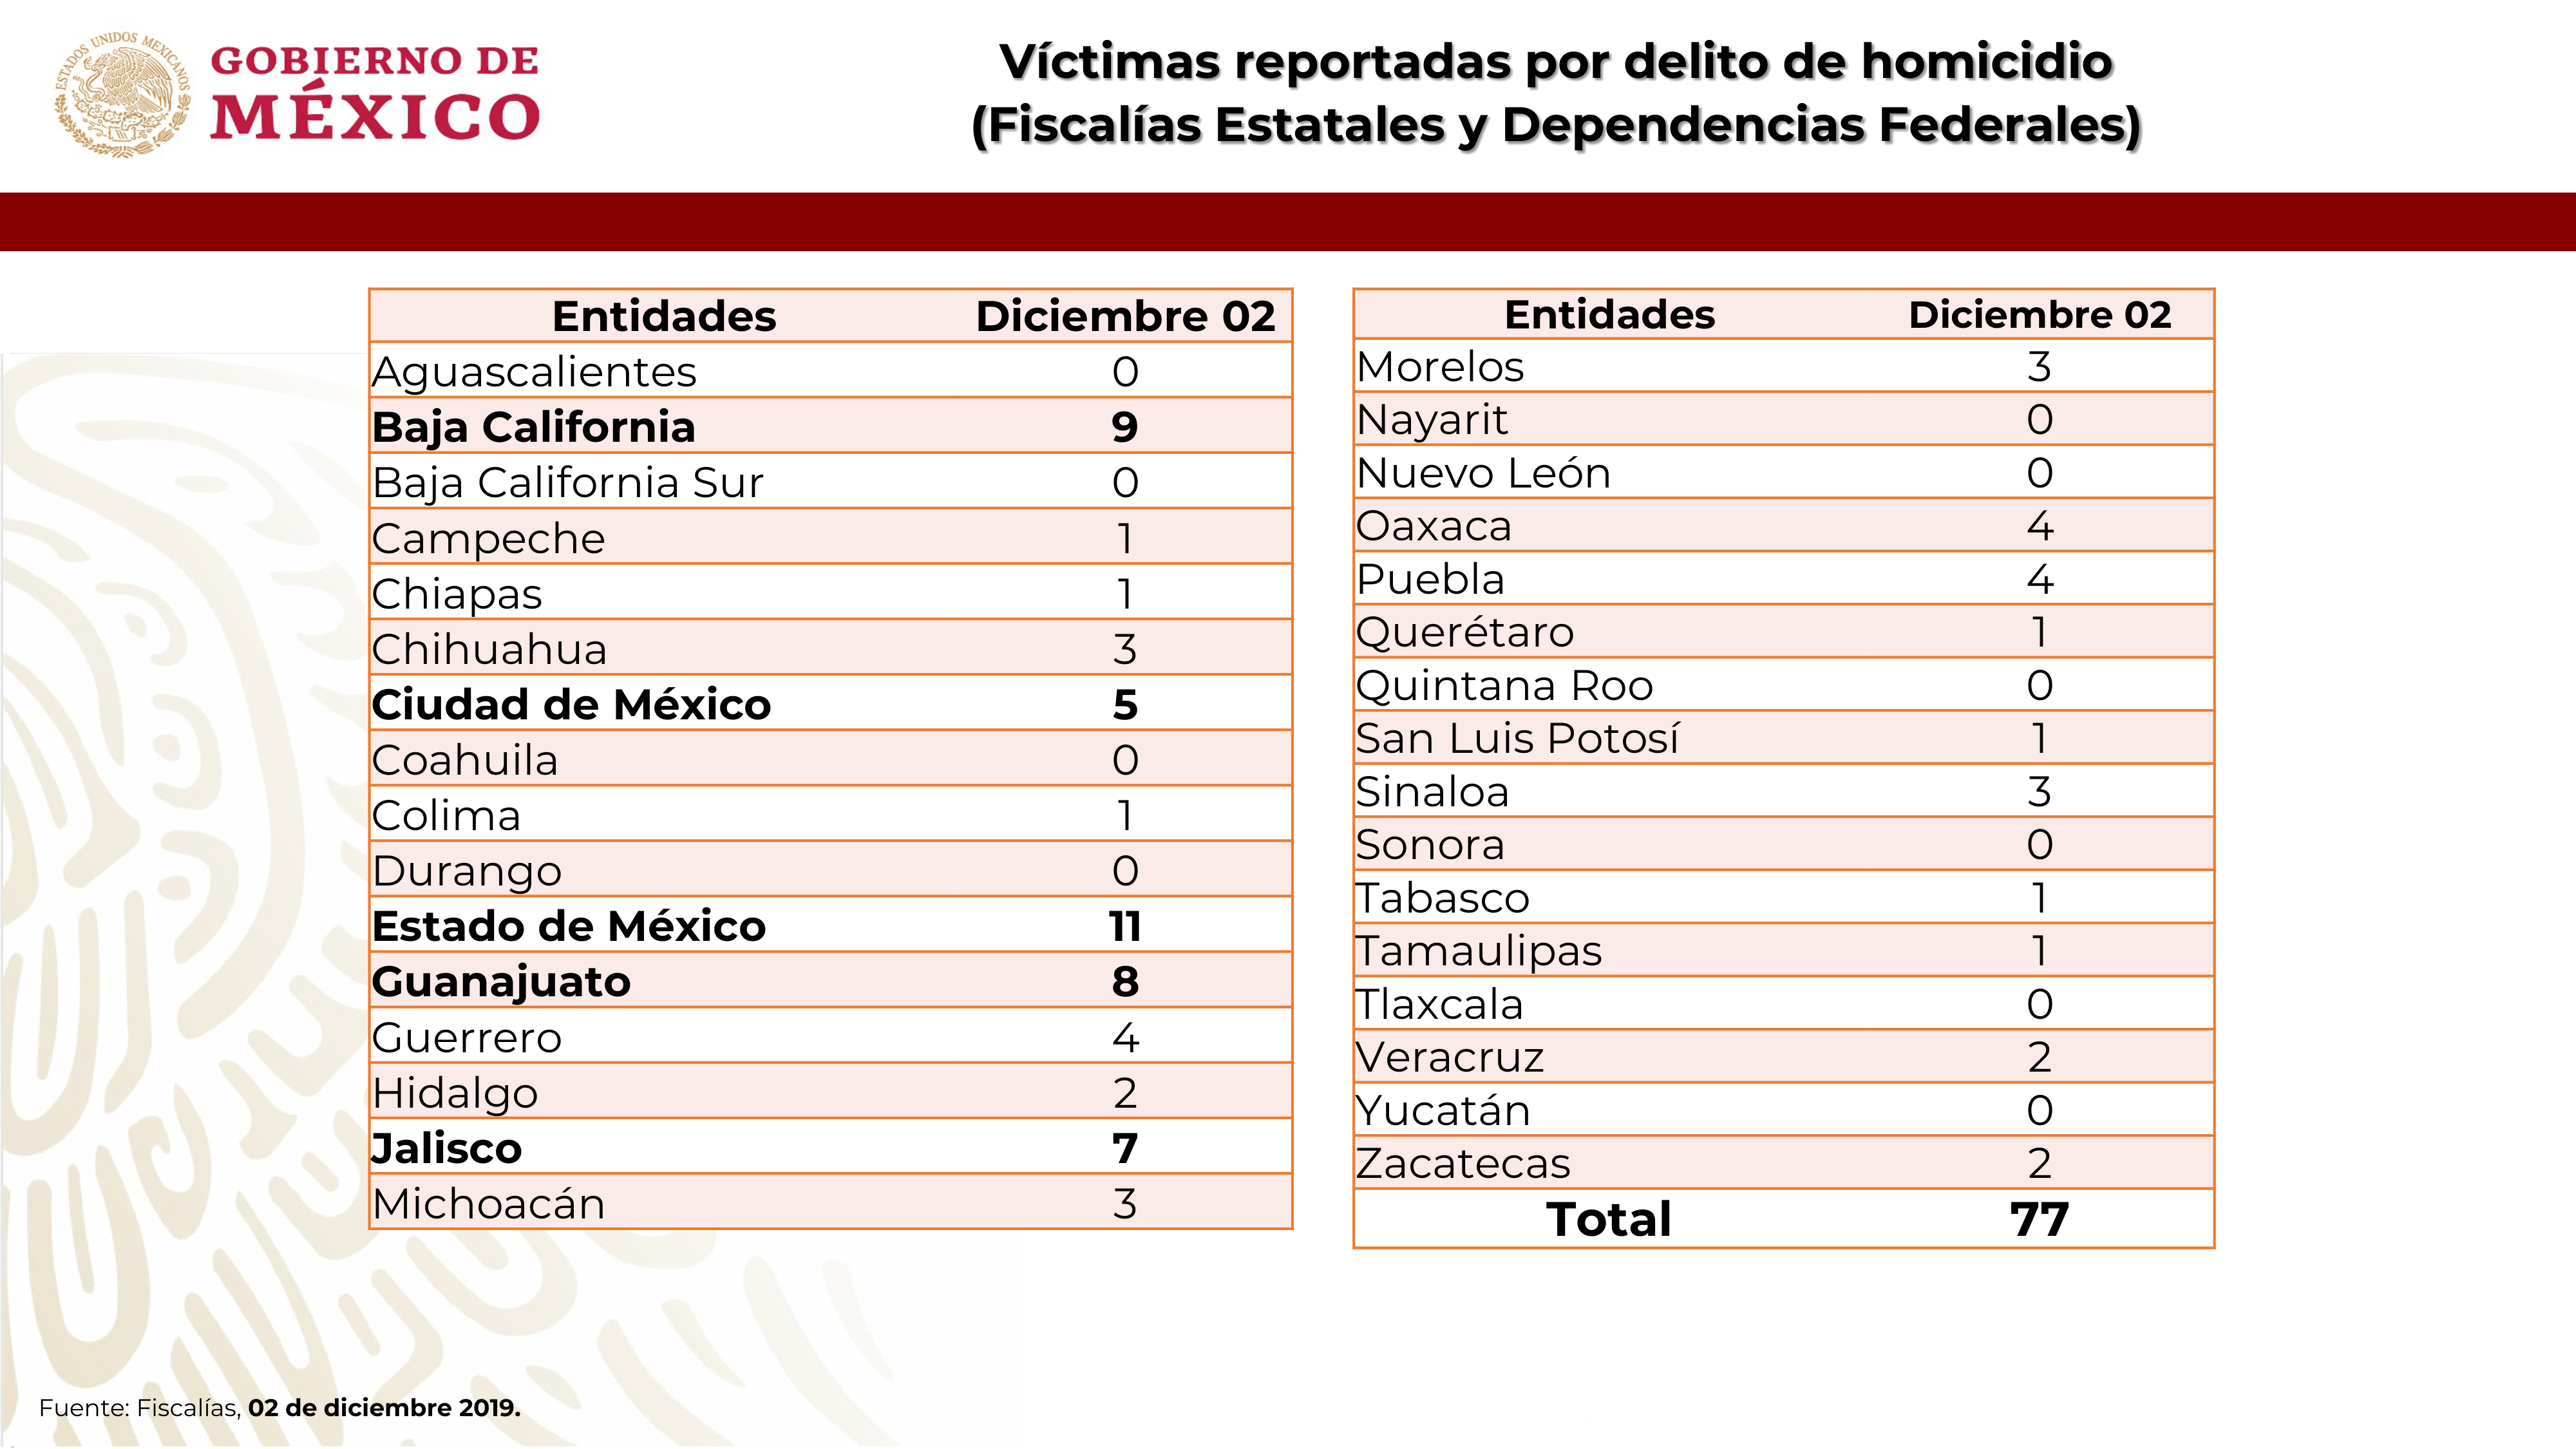 ESTADOS UNIDOS MEXICANOS
GOBIERNO DE
MÉXICO
Víctimas reportadas por delito de homicidio
(Fiscalías Estatales y Dependencias Federales)
Entidades Diciembre 02
Aguascalientes 0
Baja California 9
Baja California Sur 0
Campeche 1
Chiapas 1
Chihuahua 3
Ciudad de México 5
Coahuila 0
Colima 1
Durango 0
Estado de México 11
Guanajuato 8
Guerrero 4
Hidalgo 2
Jalisco 7
Michoacán 3
Entidades Diciembre 02
Morelos 3
Nayarit 0
Nuevo León 0
Oaxaca 4
Puebla 4
Querétaro 1
Quintana Roo 0
San Luis Potosí 1
Sinaloa 3
Sonora 0
Tabasco 1
Tamaulipas 1
Tlaxcala 0
Veracruz 2
Yucatán 0
Zacatecas 2
Total 77
Fuente: Fiscalías, 02 de diciembre 2019.